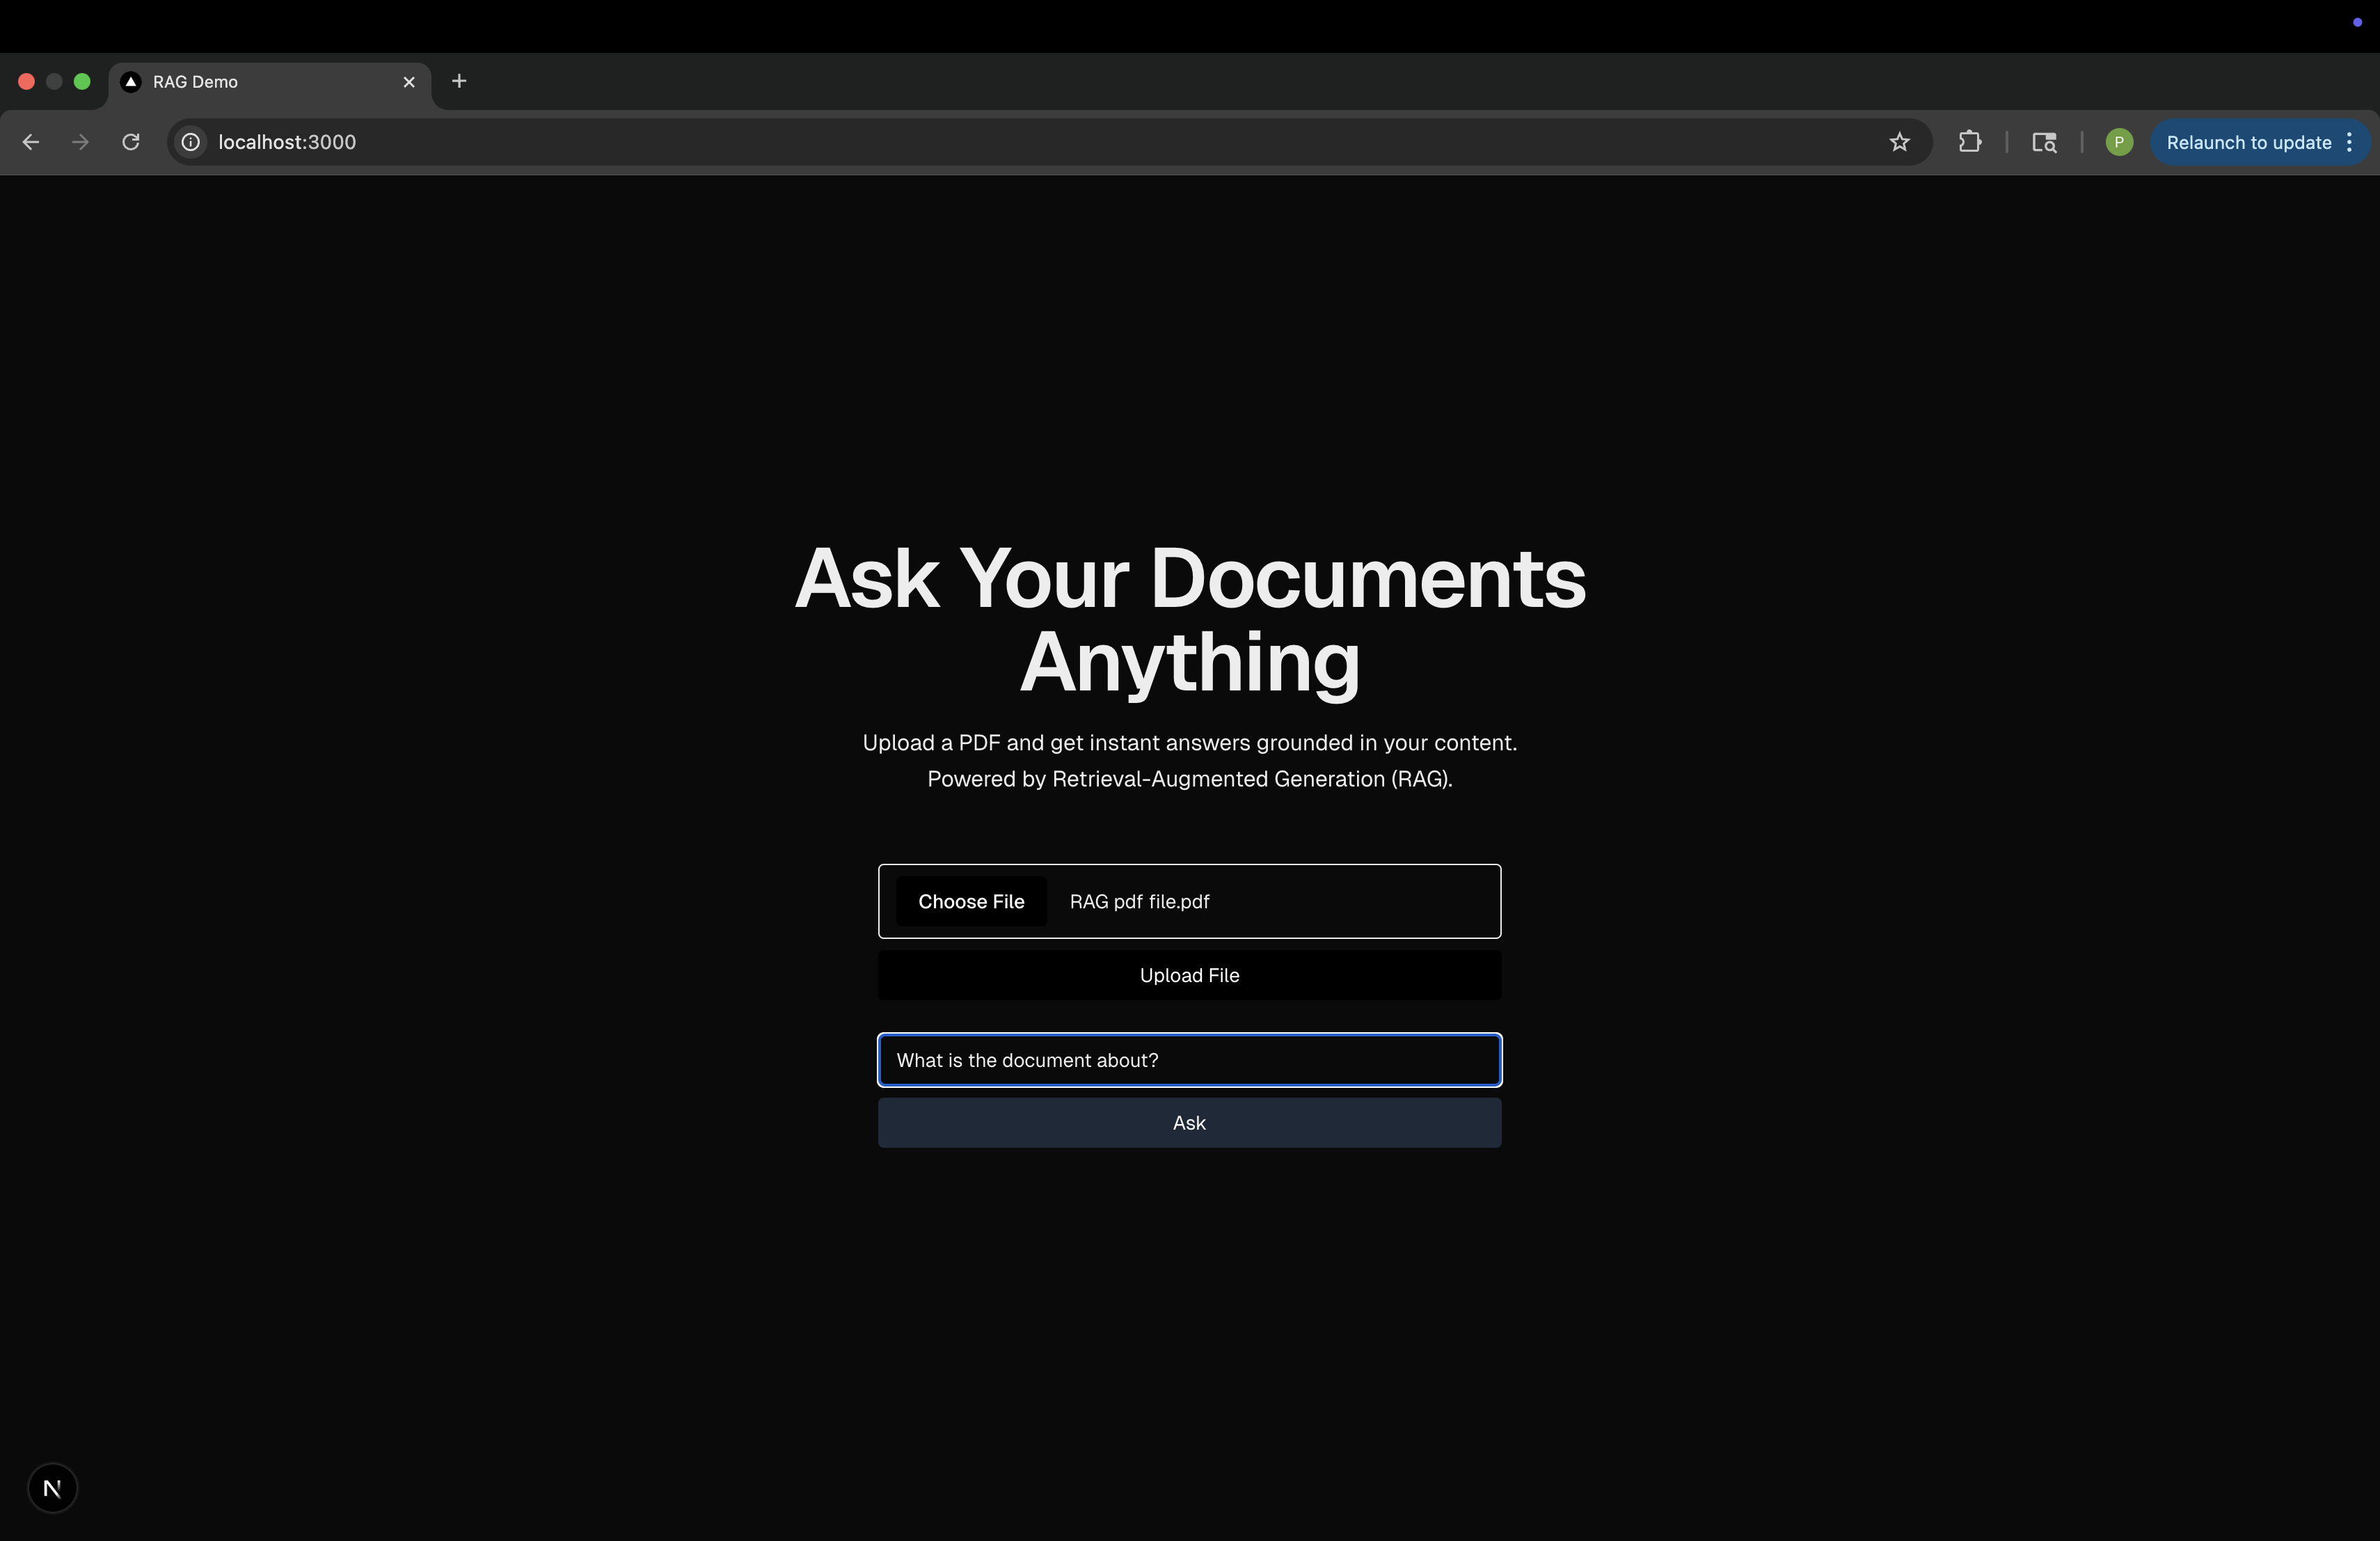 RAG Demo
localhost:3000
P
Relaunch to update
Ask Your Documents
Anything
Upload a PDF and get instant answers grounded in your content.
Powered by Retrieval-Augmented Generation (RAG).
Choose File RAG pdf file.pdf
Upload File
What is the document about?
Ask
N